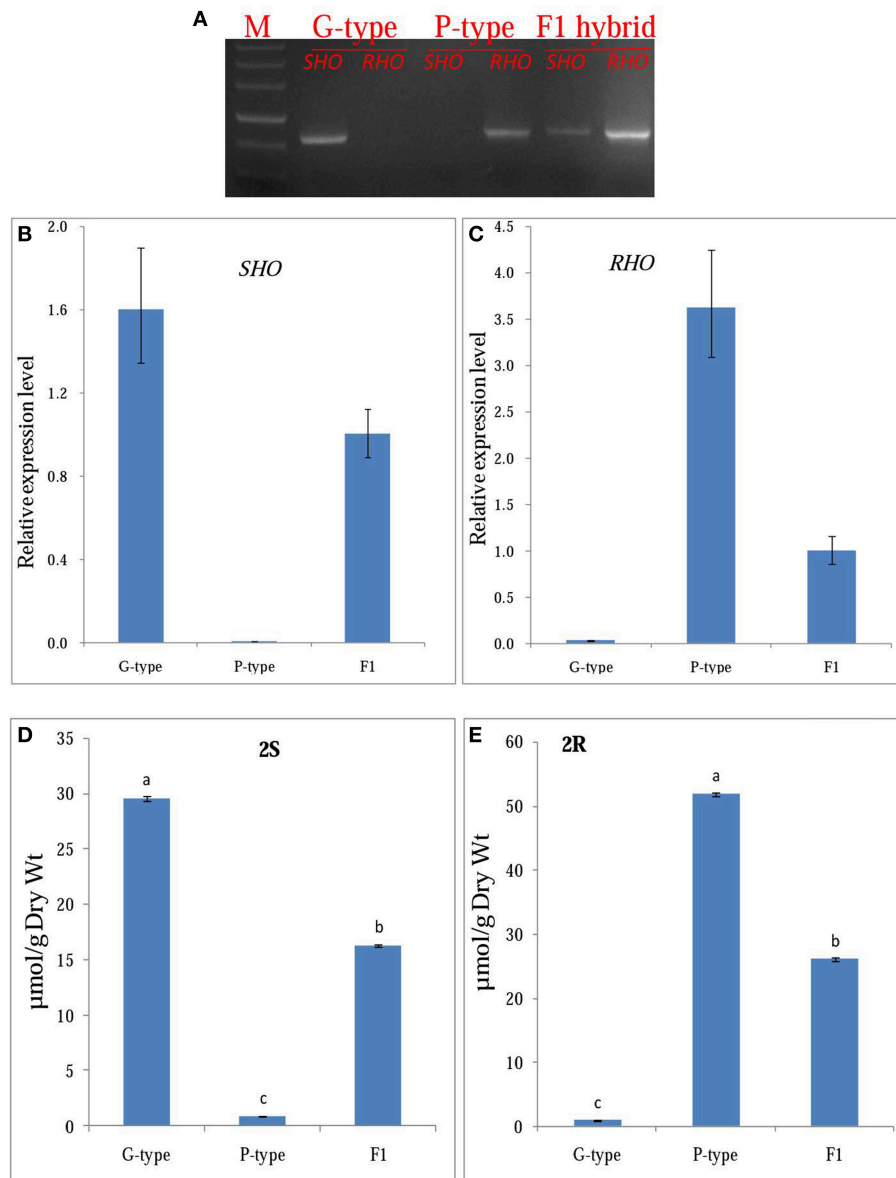 A
M G-type P-type F1 hybrid
SHO RHO SHO RHO SHO RHO
B
SHO
Relative expression level
2.0
1.6
1.2
0.8
0.4
0.0
G-type P-type F1
C
RHO
Relative expression level
4.5
4.0
3.5
3.0
2.5
2.0
1.5
1.0
0.5
0.0
G-type P-type F1
D
2S
µmol/g Dry Wt
35
30
25
20
15
10
5
0
a
c
b
G-type P-type F1
E
2R
µmol/g Dry Wt
60
50
40
30
20
10
0
c
a
b
G-type P-type F1